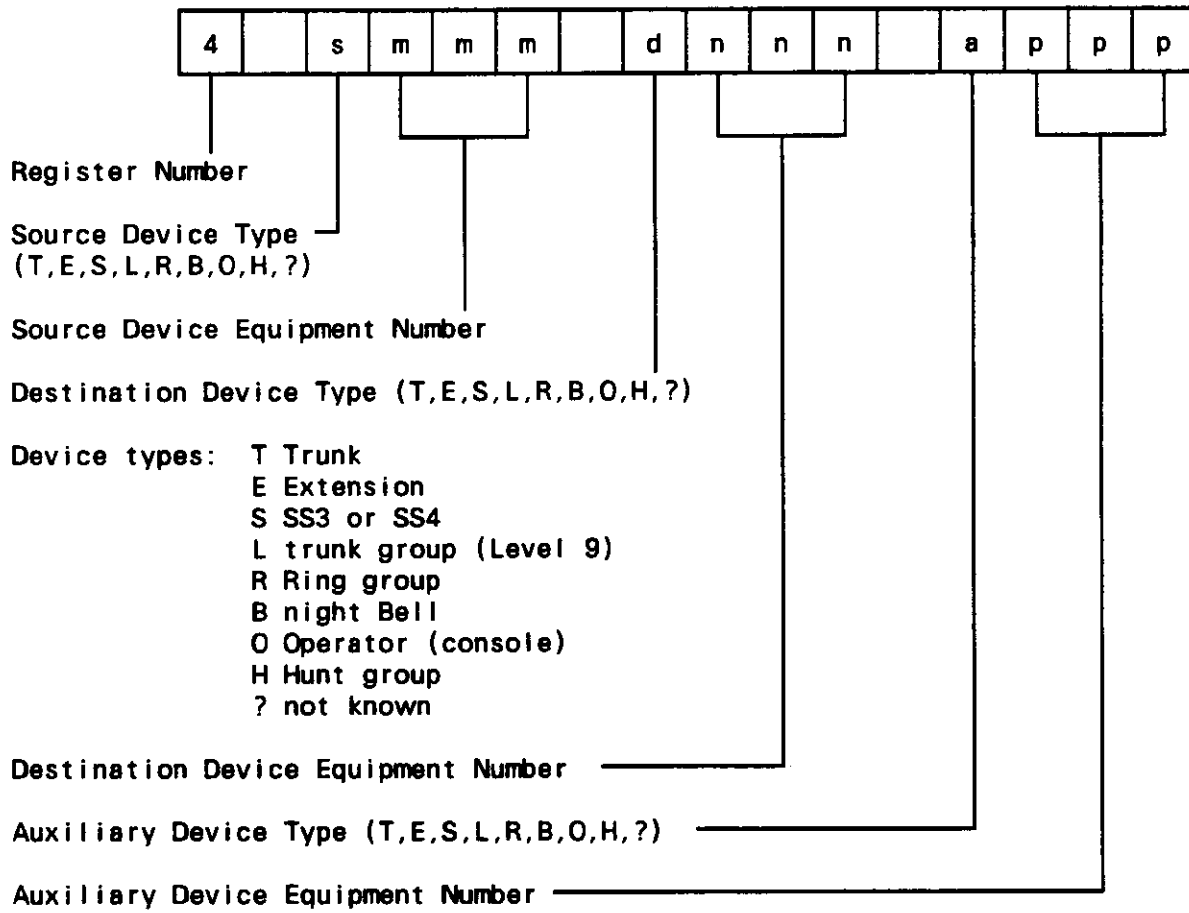 4 s m m m d n n n a p p p
Register Number
Source Device Type
(T,E,S,L,R,B,O,H,?)
Source Device Equipment Number
Destination Device Type (T,E,S,L,R,B,O,H,?)
Device types: T Trunk
E Extension
S SS3 or SS4
L trunk group (Level 9)
R Ring group
B night Bell
O Operator (console)
H Hunt group
? not known
Destination Device Equipment Number
Auxiliary Device Type (T,E,S,L,R,B,O,H,?)
Auxiliary Device Equipment Number